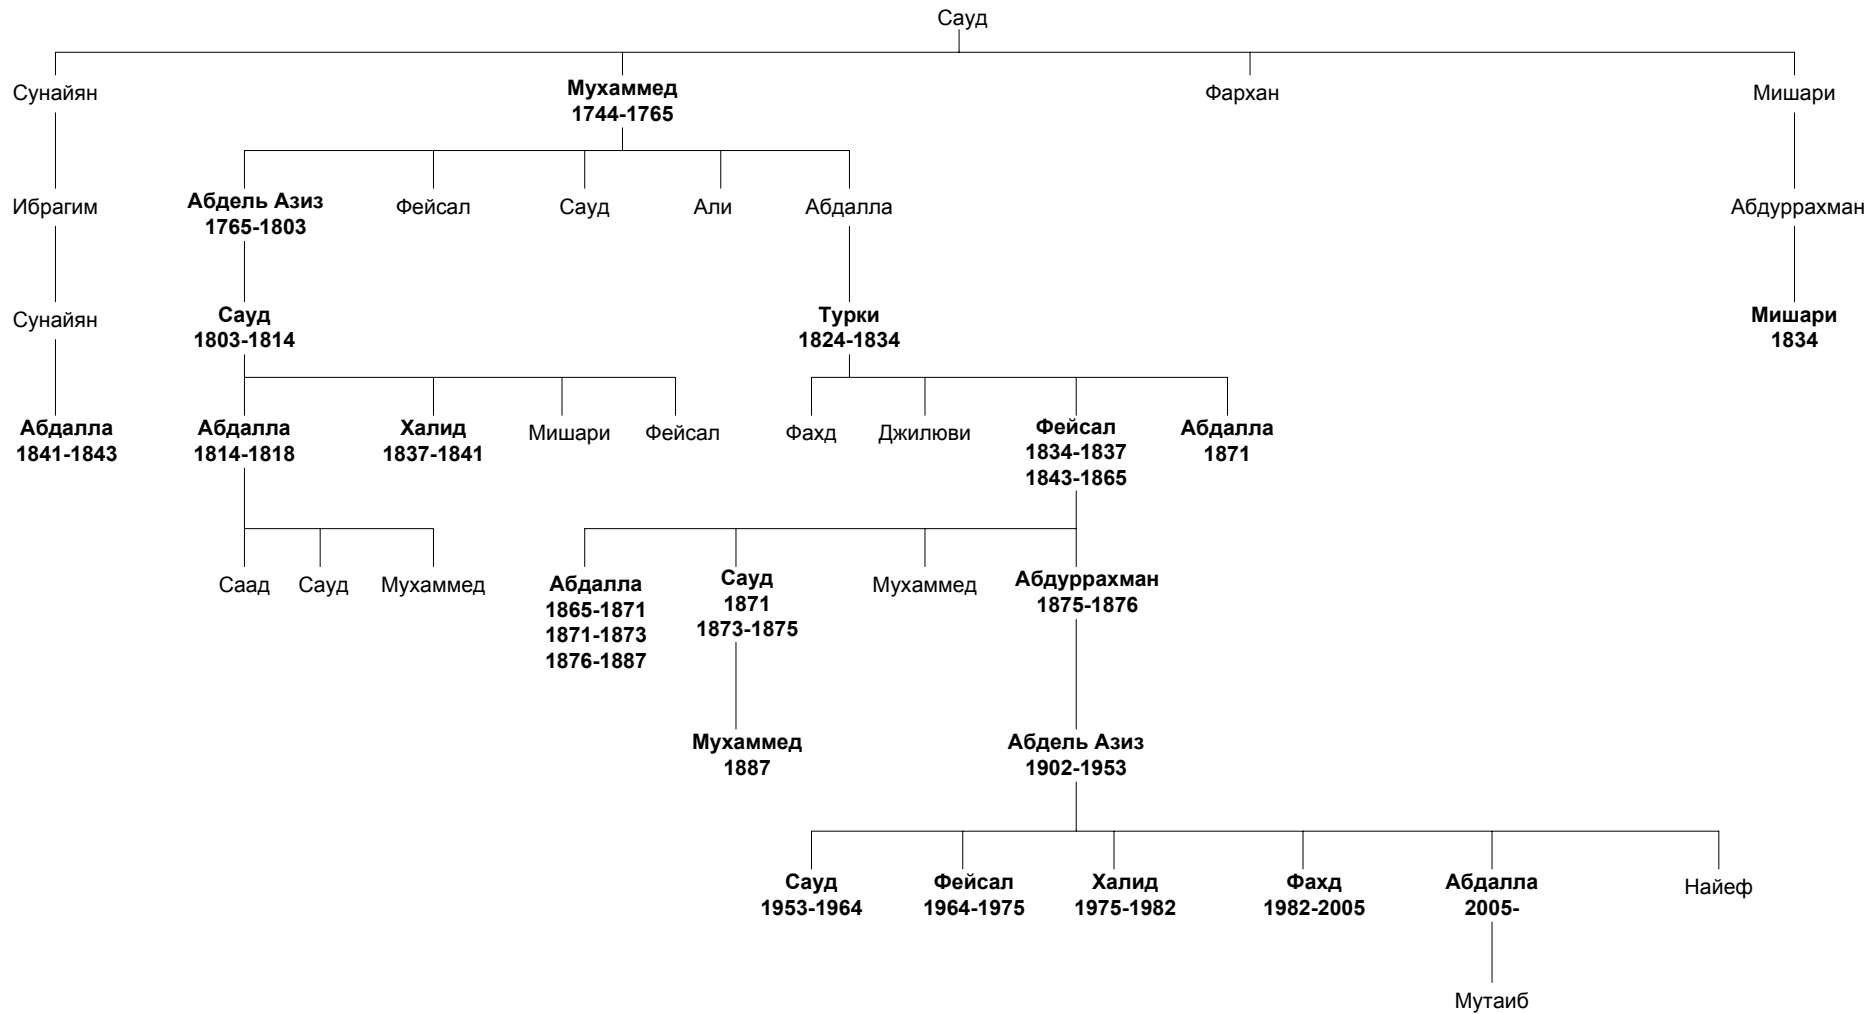 Сауд
Сунайян
Мухаммед
1744-1765
Фархан
Мишари
Ибрагим
Абдель Азиз
1765-1803
Фейсал
Сауд
Али
Абдалла
Абдуррахман
Сунайян
Сауд
1803-1814
Турки
1824-1834
Мишари
1834
Абдалла
1841-1843
Абдалла
1814-1818
Халид
1837-1841
Мишари
Фейсал
Фахд
Джилюви
Фейсал
1834-1837
1843-1865
Абдалла
1871
Саад
Сауд
Мухаммед
Абдалла
1865-1871
1871-1873
1876-1887
Сауд
1871
1873-1875
Мухаммед
Абдуррахман
1875-1876
Мухаммед
1887
Абдель Азиз
1902-1953
Сауд
1953-1964
Фейсал
1964-1975
Халид
1975-1982
Фахд
1982-2005
Абдалла
2005-
Найеф
Мутаиб